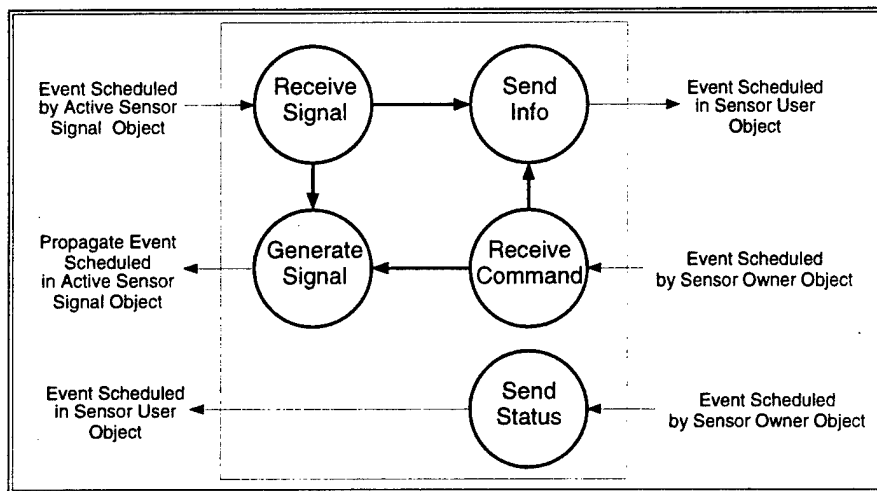 Event Scheduled
by Active Sensor
Signal Object
Receive
Signal
Send
Info
Event Scheduled
in Sensor User
Object
Propagate Event
Scheduled
in Active Sensor
Signal Object
Generate
Signal
Receive
Command
Event Scheduled
by Sensor Owner Object
Event Scheduled
in Sensor User
Object
Send
Status
Event Scheduled
by Sensor Owner Object